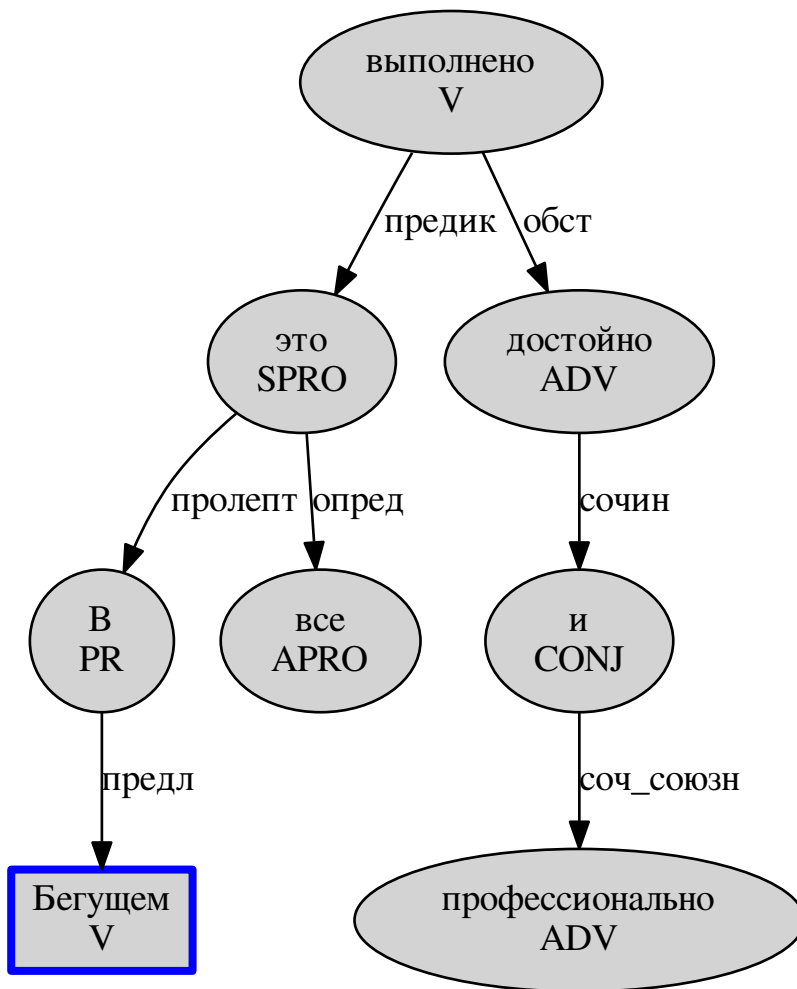 выполнено
V
предик
обст
это
SPRO
достойно
ADV
пролепт
опред
сочин
В
PR
все
APRO
и
CONJ
предл
соч_союзн
Бегущем
V
профессионально
ADV